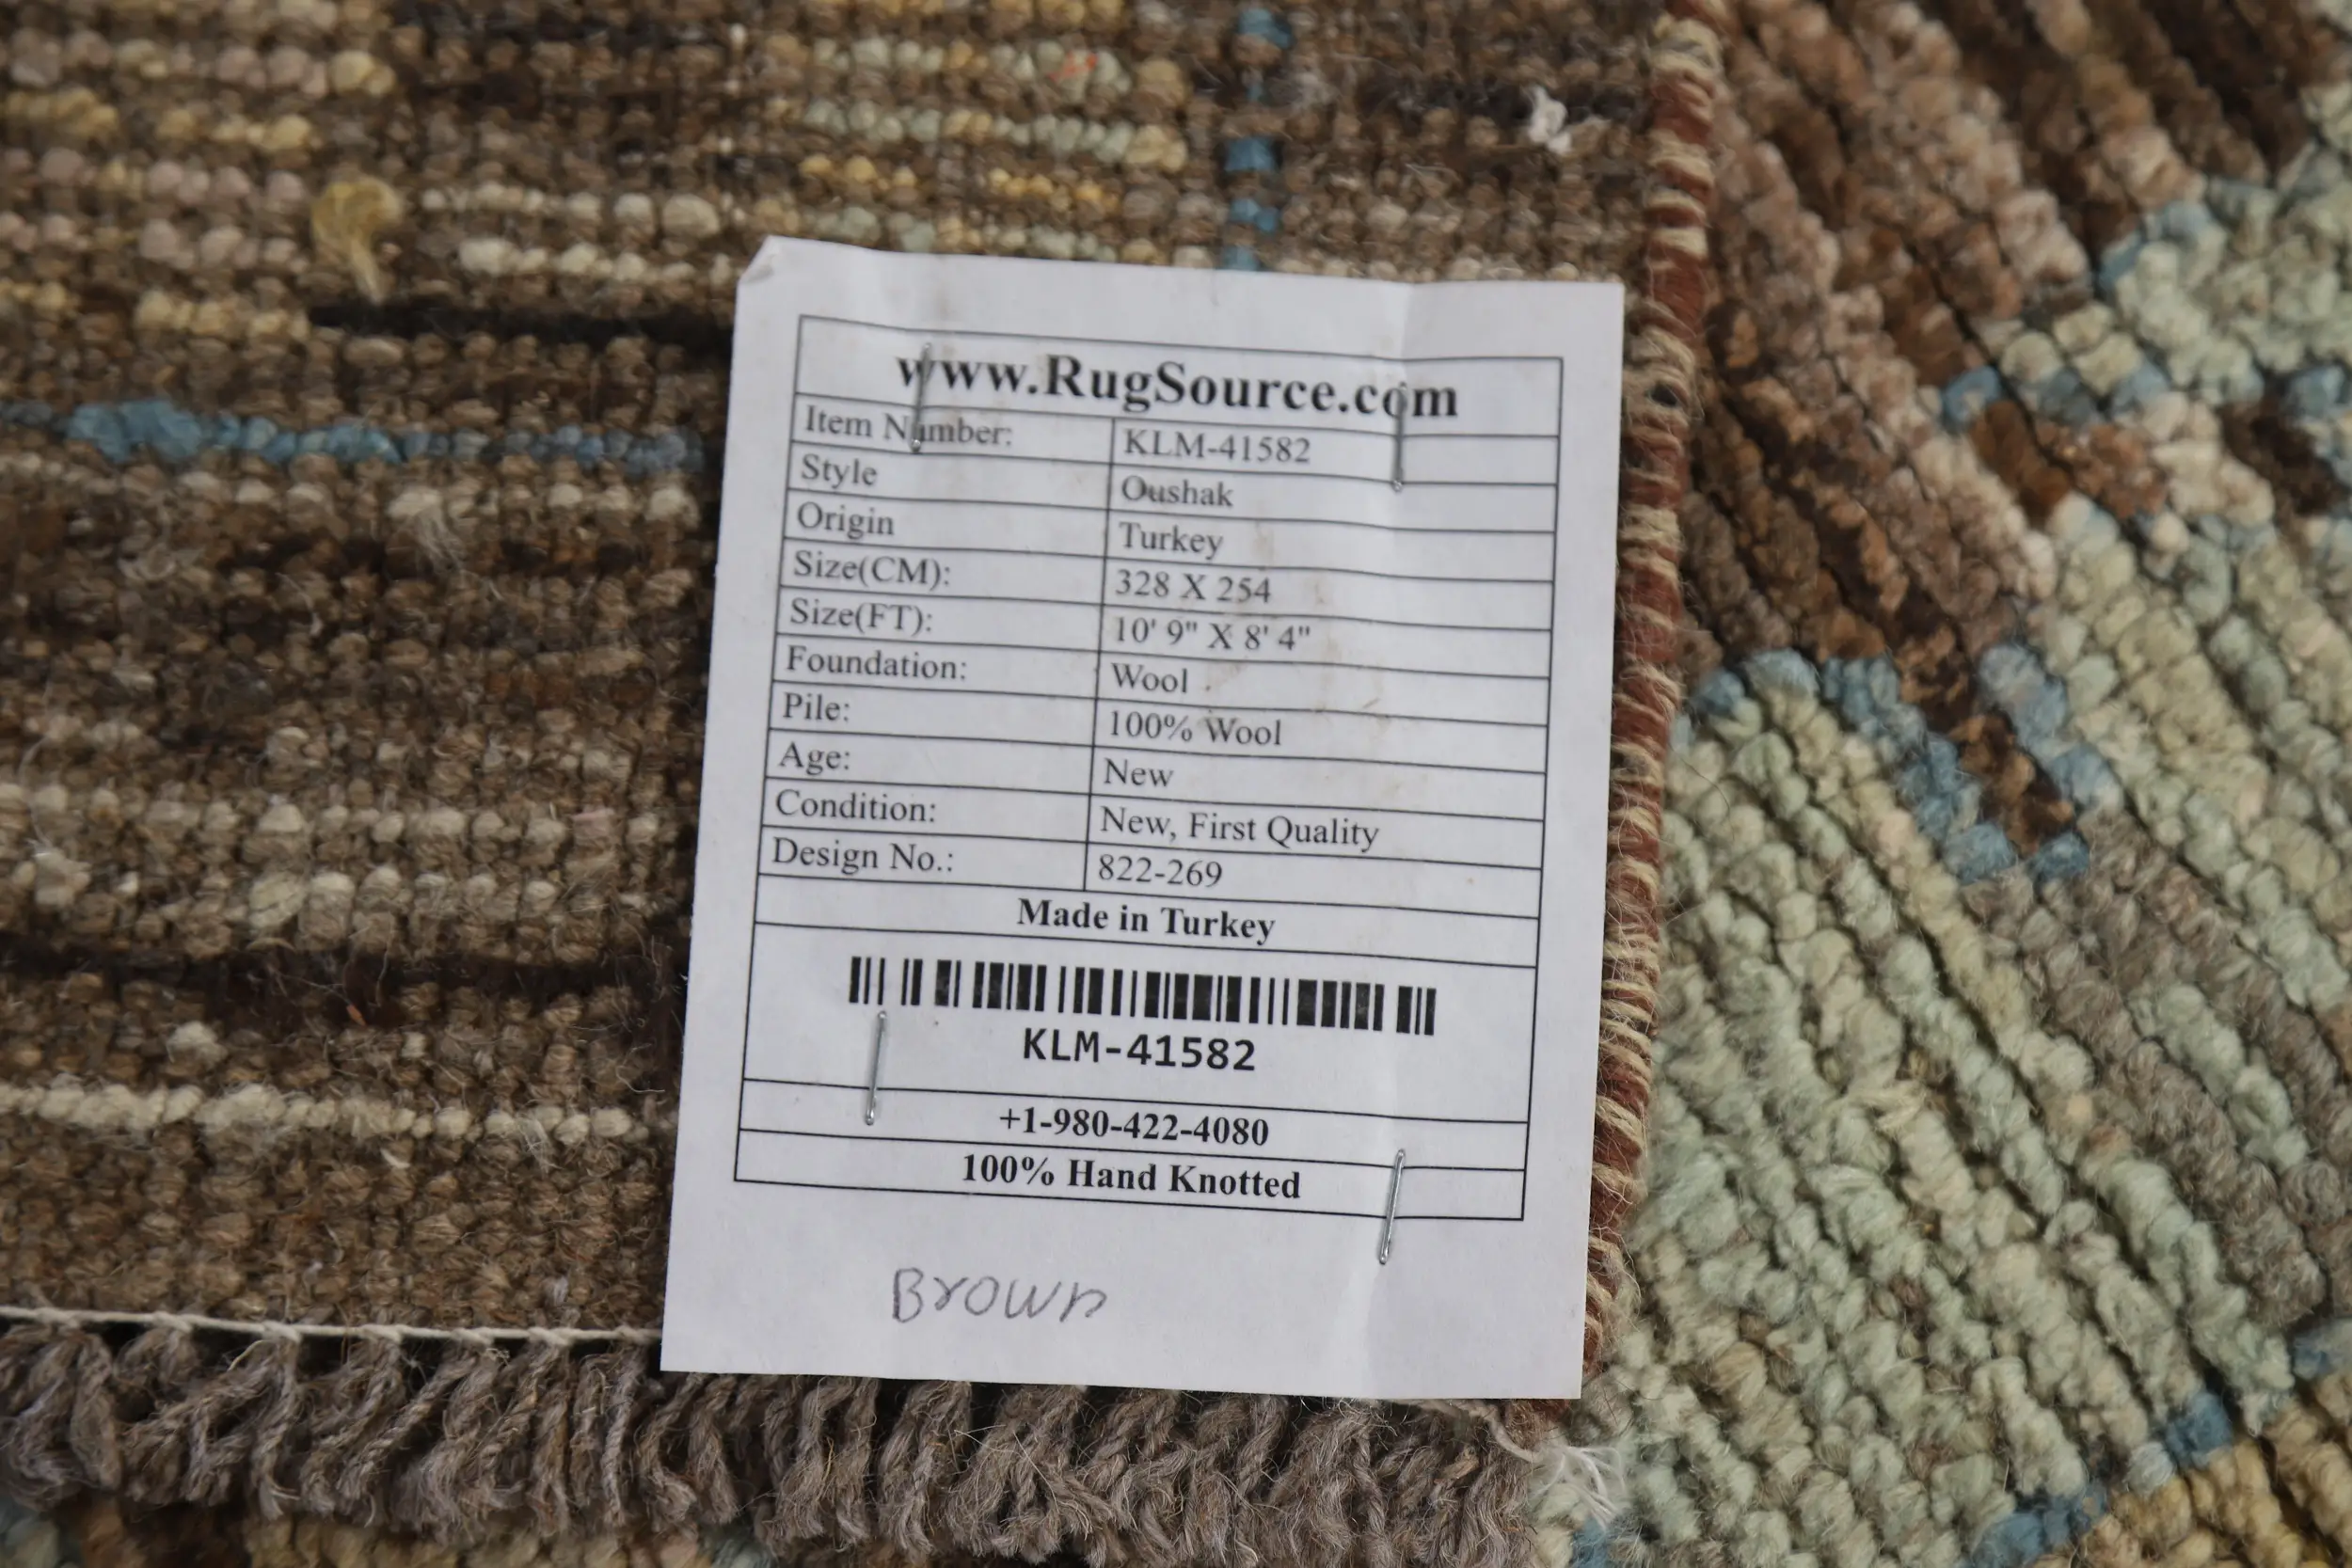 www.RugSource.com
Item Number: KLM-41582
Style Oushak
Origin Turkey
Size(CM): 328 X 254
Size(FT): 10' 9" X 8' 4"
Foundation: Wool
Pile: 100% Wool
Age: New
Condition: New, First Quality
Design No.: 822-269
Made in Turkey
KLM-41582
+1-980-422-4080
100% Hand Knotted
Brown